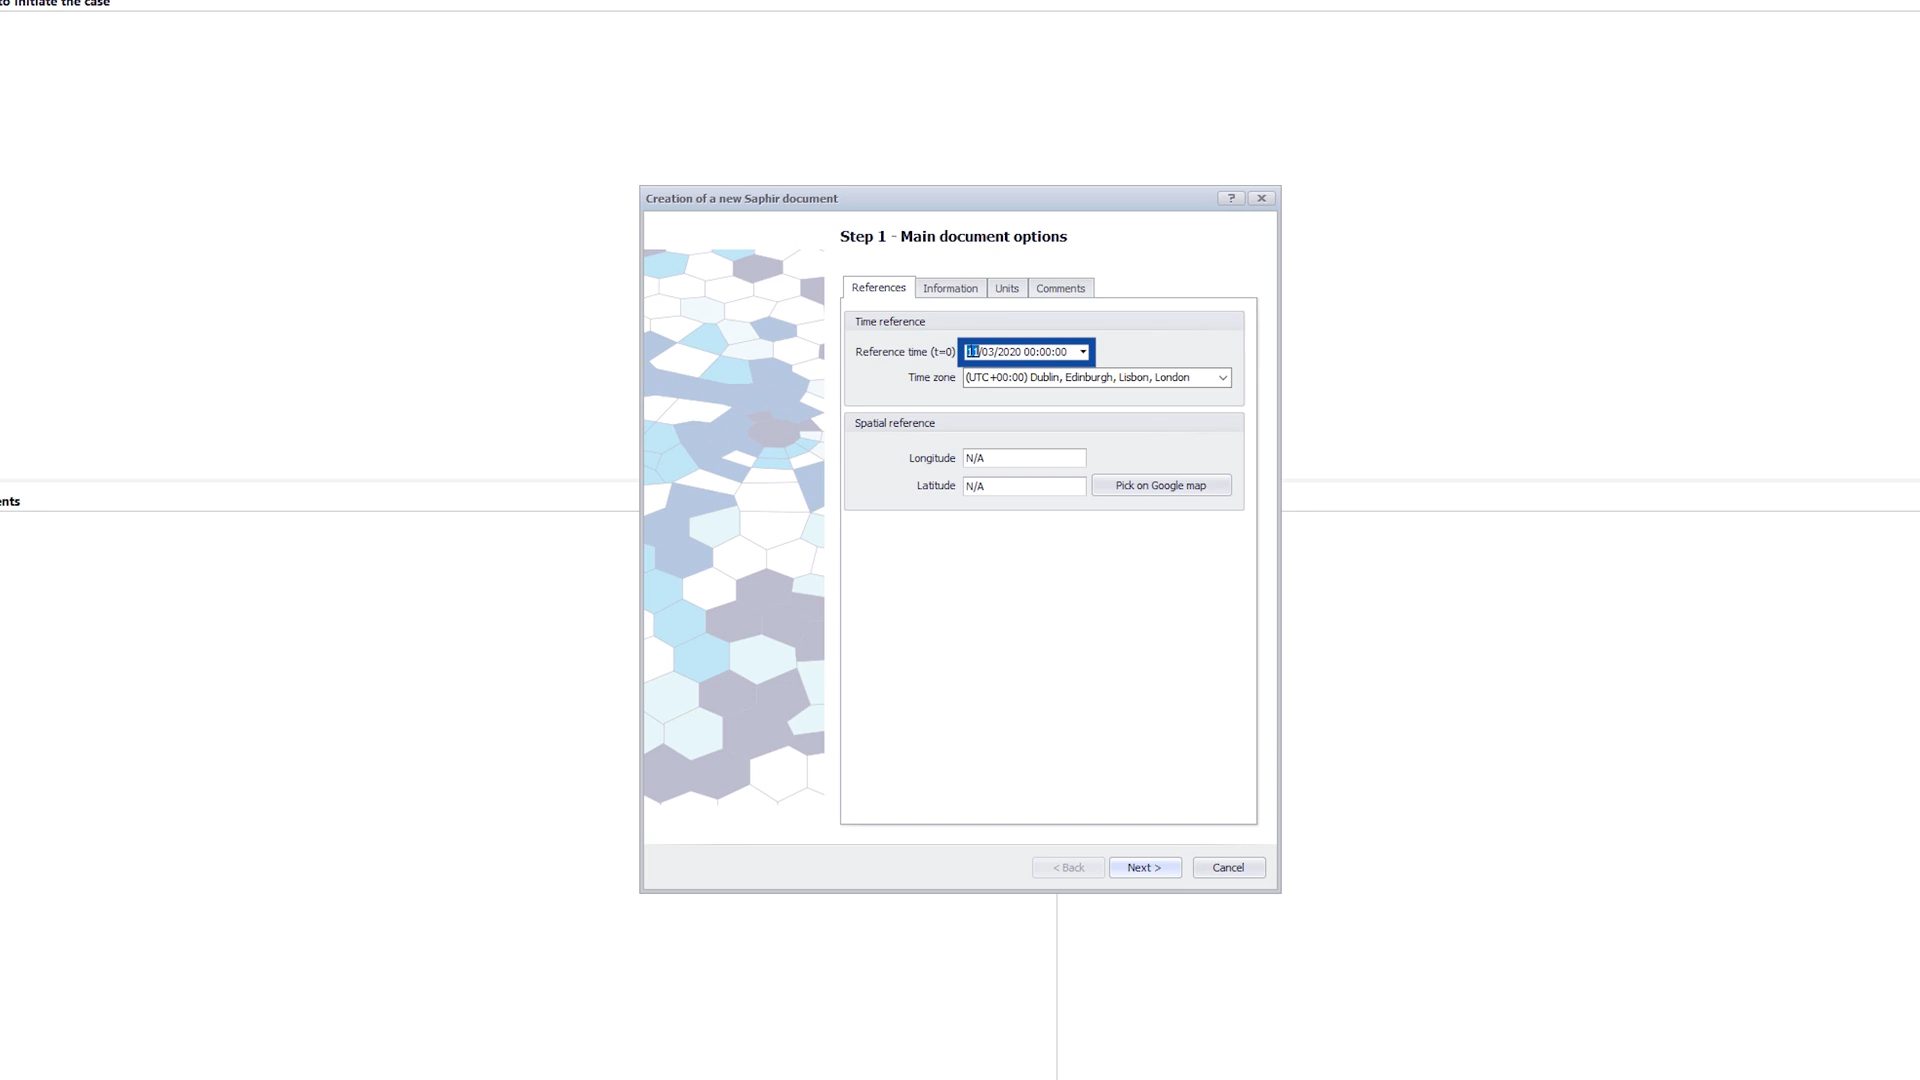 to initiate the case
Creation of a new Saphir document
?
Step 1 - Main document options
References Information Units Comments
Time reference
Reference time (t=0) 11/03/2020 00:00:00
Time zone (UTC+00:00) Dublin, Edinburgh, Lisbon, London
Spatial reference
Longitude N/A
Latitude N/A Pick on Google map
ents
< Back Next > Cancel